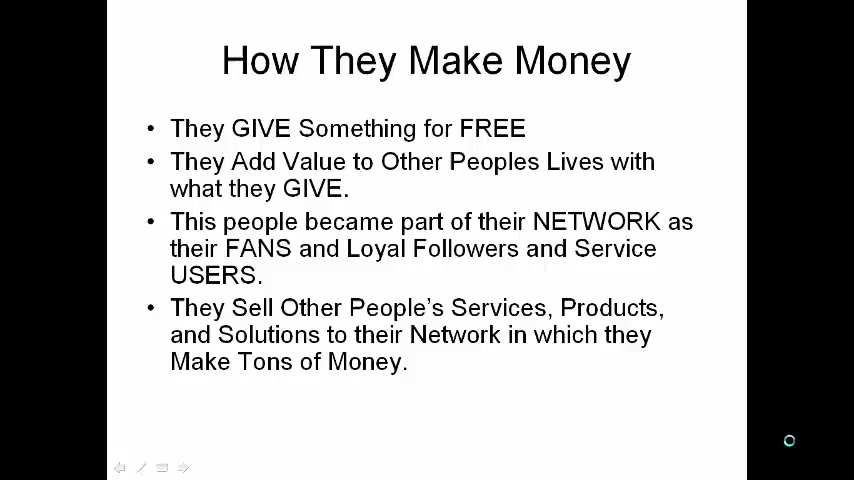 How They Make Money
• They GIVE Something for FREE
• They Add Value to Other Peoples Lives with
what they GIVE.
• This people became part of their NETWORK as
their FANS and Loyal Followers and Service
USERS.
• They Sell Other People's Services, Products,
and Solutions to their Network in which they
Make Tons of Money.